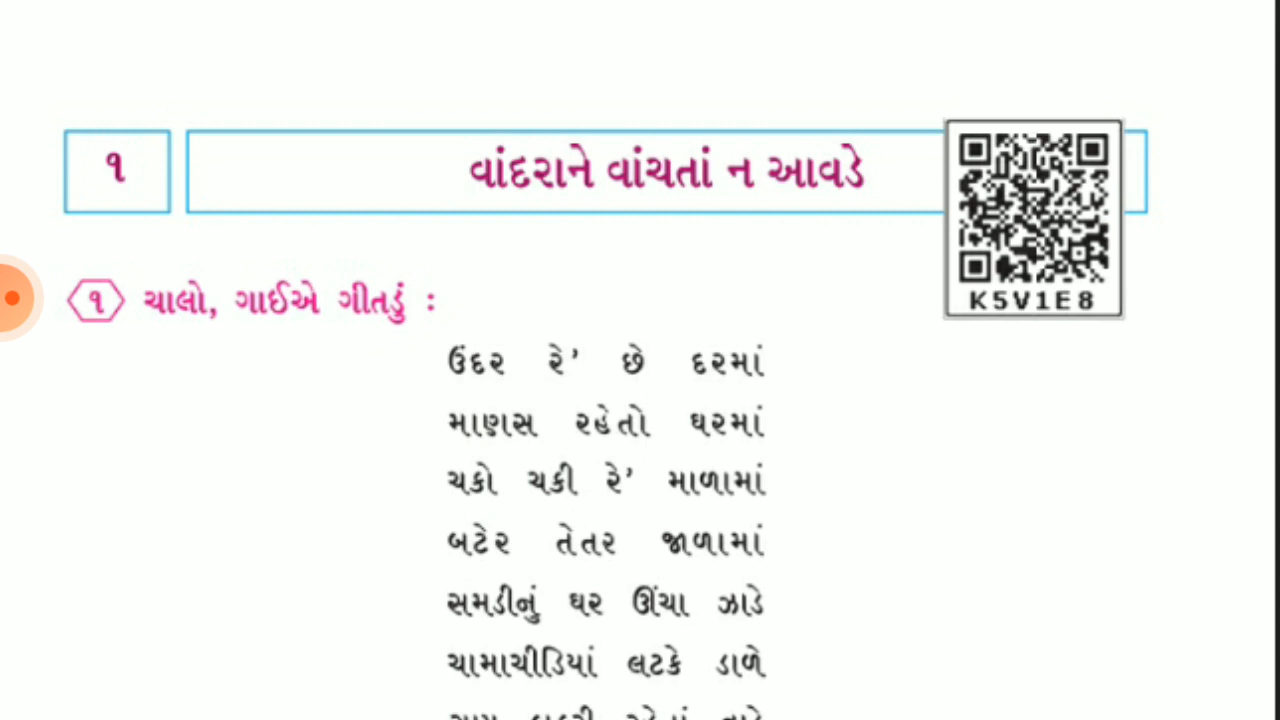 ૧
વાંદરાને વાંચતાં ન આવડે
K5V1E8
૧ ચાલો, ગાઈએ ગીતડું :
ઉંદર રે' છે દરમાં
માણસ રહેતો ઘરમાં
ચકો ચકી રે' માળામાં
બટેર તેતર જાળામાં
સમડીનું ઘર ઊંચા ઝાડે
ચામાચીડિયાં લટકે ડાળે